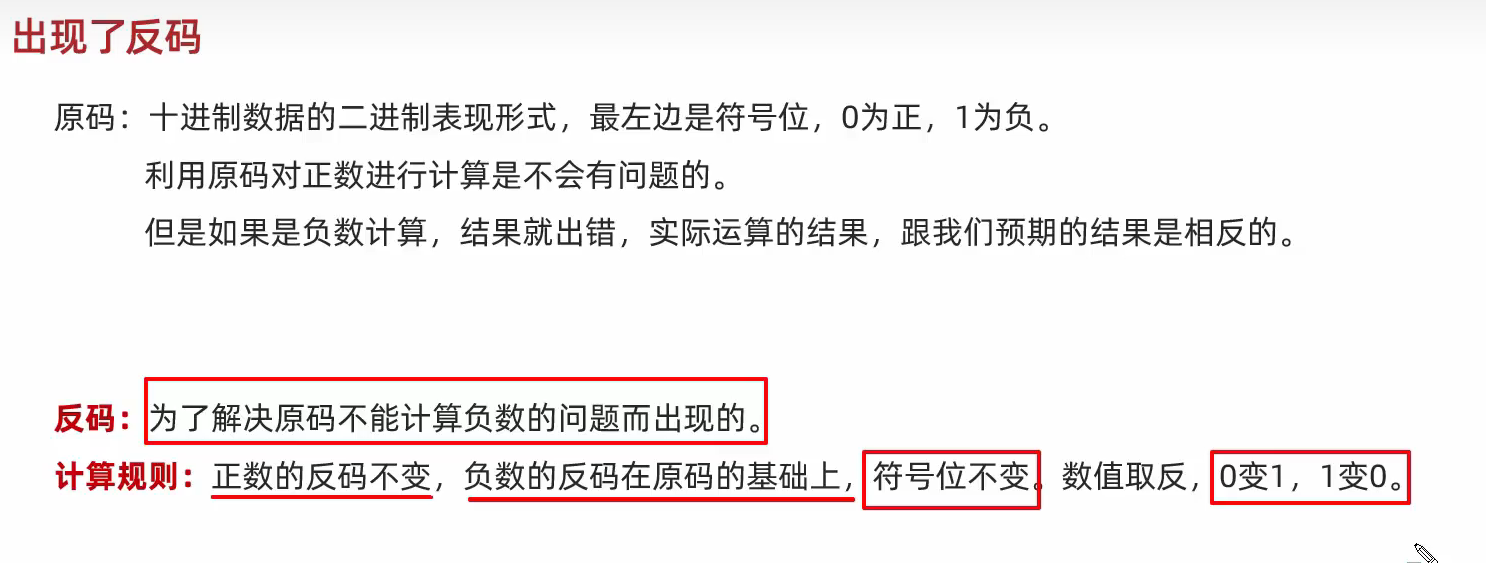 出现了反码
原码：十进制数据的二进制表现形式，最左边是符号位，0为正，1为负。
利用原码对正数进行计算是不会有问题的。
但是如果是负数计算，结果就出错，实际运算的结果，跟我们预期的结果是相反的。
反码：为了解决原码不能计算负数的问题而出现的。
计算规则：正数的反码不变，负数的反码在原码的基础上，符号位不变。数值取反，0变1，1变0。